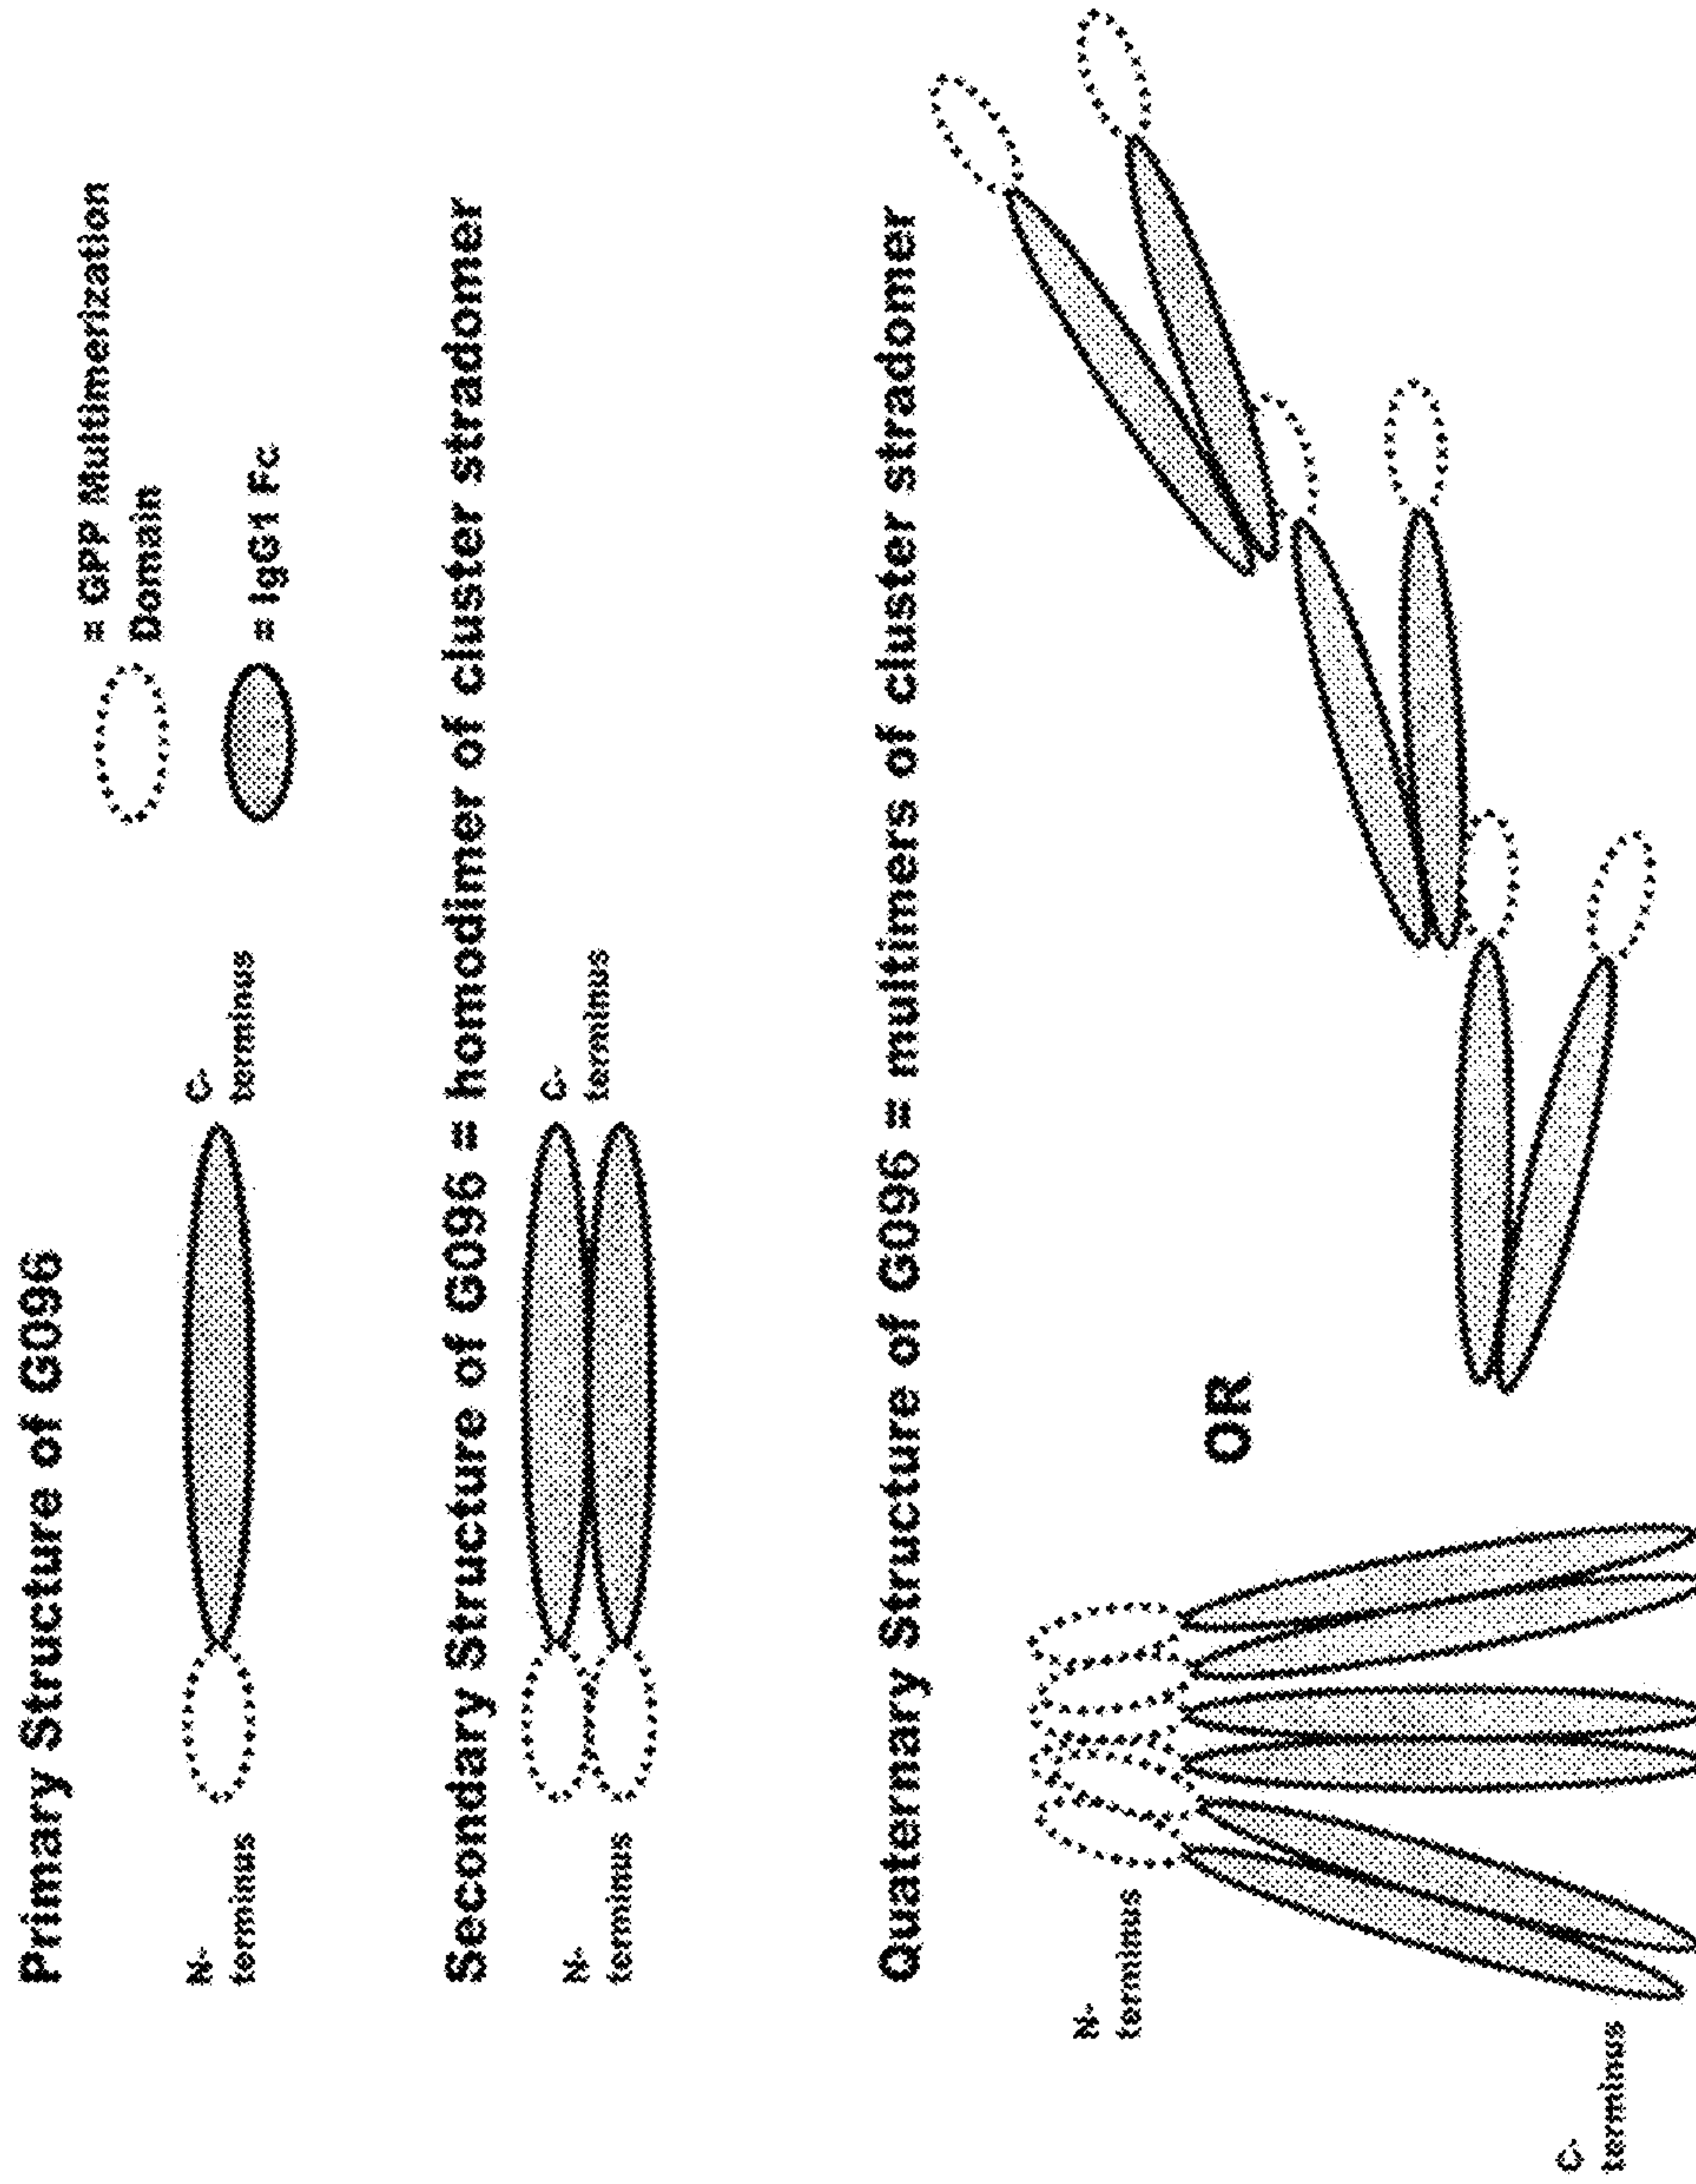 Primary Structure of G096
= GPP Multimerization
Domain
= IgG1 Fc
N-
terminus
C-
terminus
Secondary Structure of G096 = homodimer of cluster stradomer
N-
terminus
C-
terminus
Quaternary Structure of G096 = multimers of cluster stradomer
N-
terminus
OR
C-
terminus